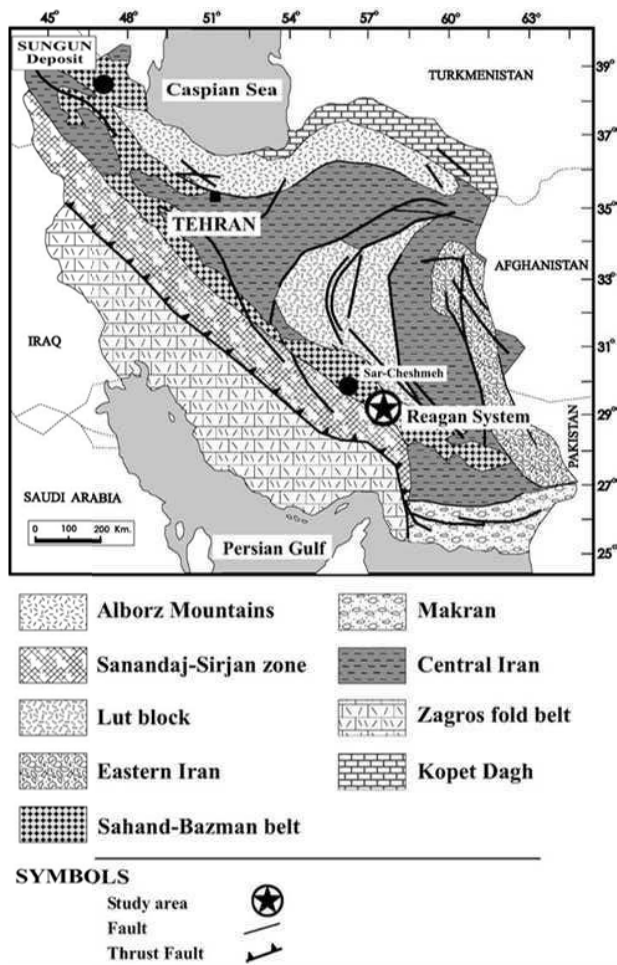 45° 48° 51° 54° 57° 60° 63°
SUNGUN
Deposit
39°
Caspian Sea
TURKMENISTAN
37°
TEHRAN
35°
AFGHANISTAN
33°
IRAQ
31°
Sar-Cheshmeh
Reagan System
29°
PAKISTAN
SAUDI ARABIA
27°
0 100 200 Km.
Persian Gulf
25°
Alborz Mountains
Makran
Sanandaj-Sirjan zone
Central Iran
Lut block
Zagros fold belt
Eastern Iran
Kopet Dagh
Sahand-Bazman belt
SYMBOLS
Study area
Fault
Thrust Fault